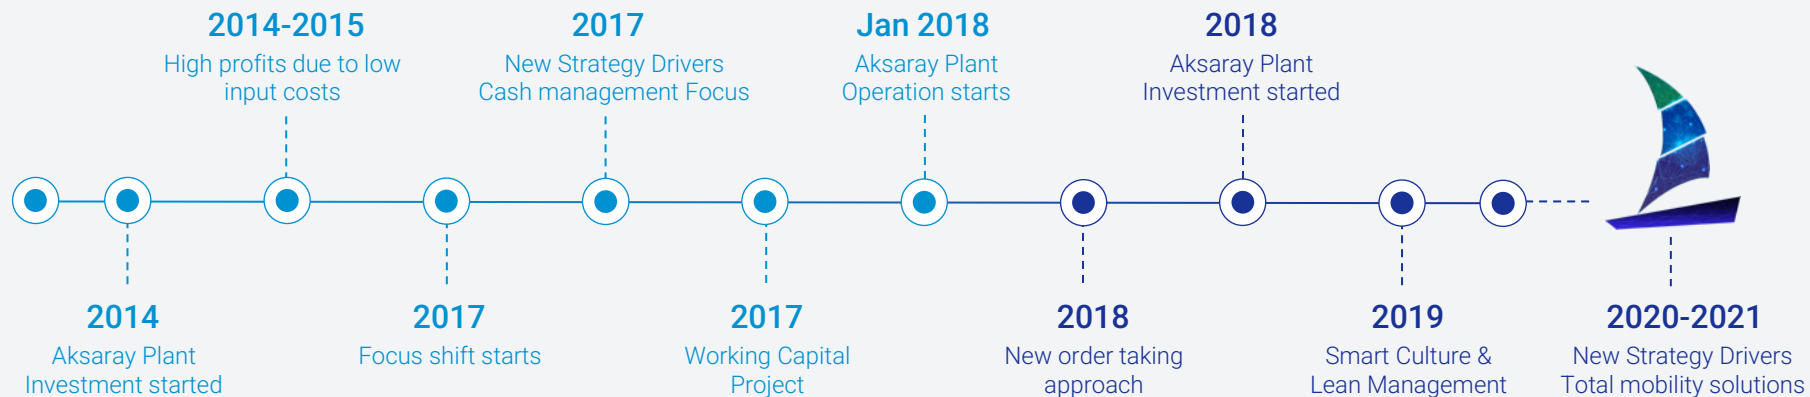 2014-2015
High profits due to low
input costs
2017
New Strategy Drivers
Cash management Focus
Jan 2018
Aksaray Plant
Operation starts
2018
Aksaray Plant
Investment started
2014
Aksaray Plant
Investment started
2017
Focus shift starts
2017
Working Capital
Project
2018
New order taking
approach
2019
Smart Culture &
Lean Management
2020-2021
New Strategy Drivers
Total mobility solutions